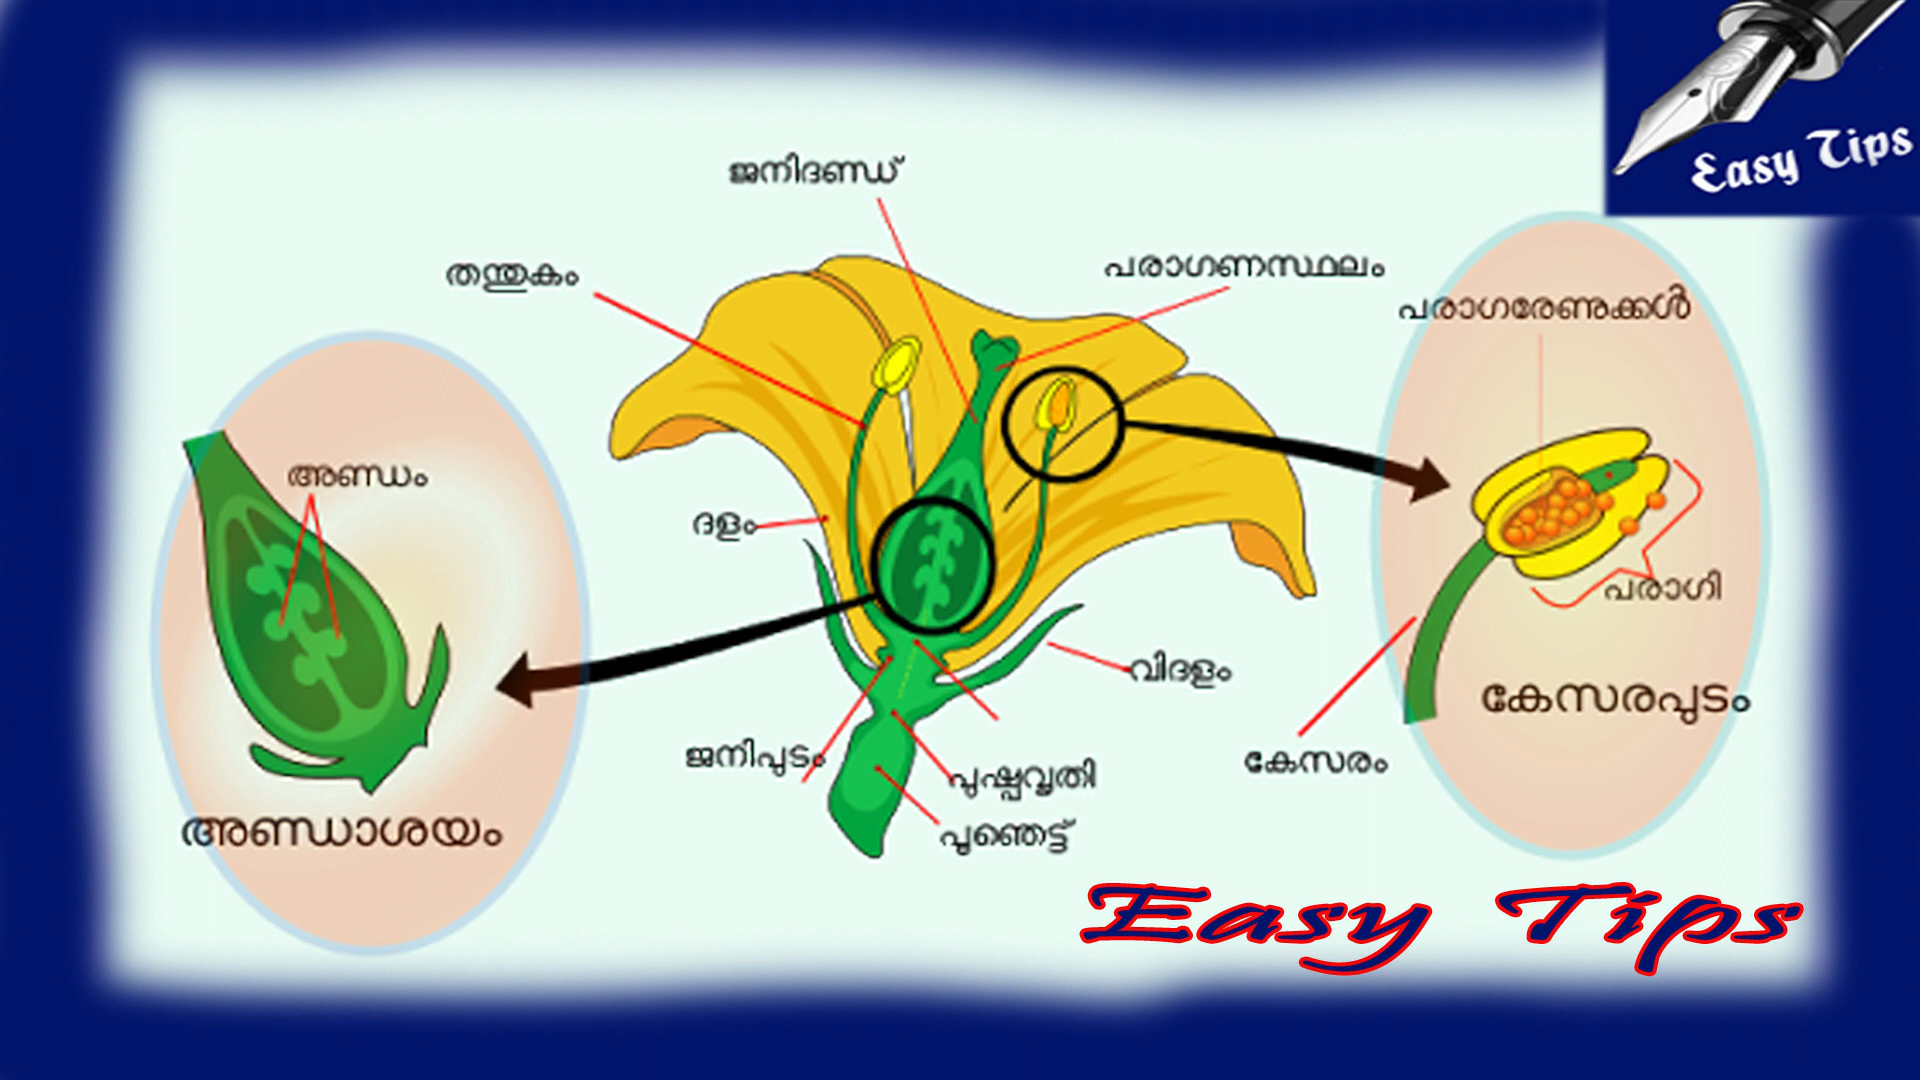 Easy Tips
ജനിദണ്ഡ്
തന്തുകം
പരാഗണസ്ഥലം
പരാഗരേണുക്കൾ
അണ്ഡം
ദളം
പരാഗി
വിദളം
കേസരപുടം
ജനിപുടം
പുഷ്പവൃതി
കേസരം
പൂഞെട്ട്
അണ്ഡാശയം
Easy Tips